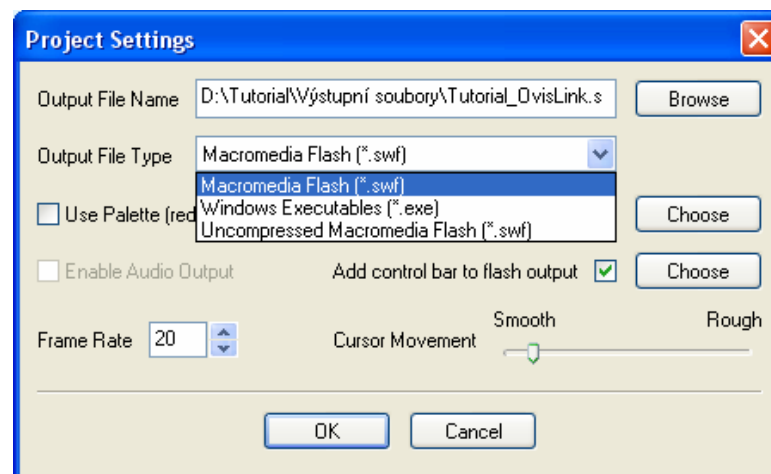 Project Settings
Output File Name D:\Tutorial\Výstupní soubory\Tutorial_OvisLink.s Browse
Output File Type Macromedia Flash (*.swf)
Macromedia Flash (*.swf)
Use Palette (red Windows Executables (*.exe) Choose
Uncompressed Macromedia Flash (*.swf)
Enable Audio Output Add control bar to flash output Choose
Smooth Rough
Frame Rate 20 Cursor Movement
OK Cancel